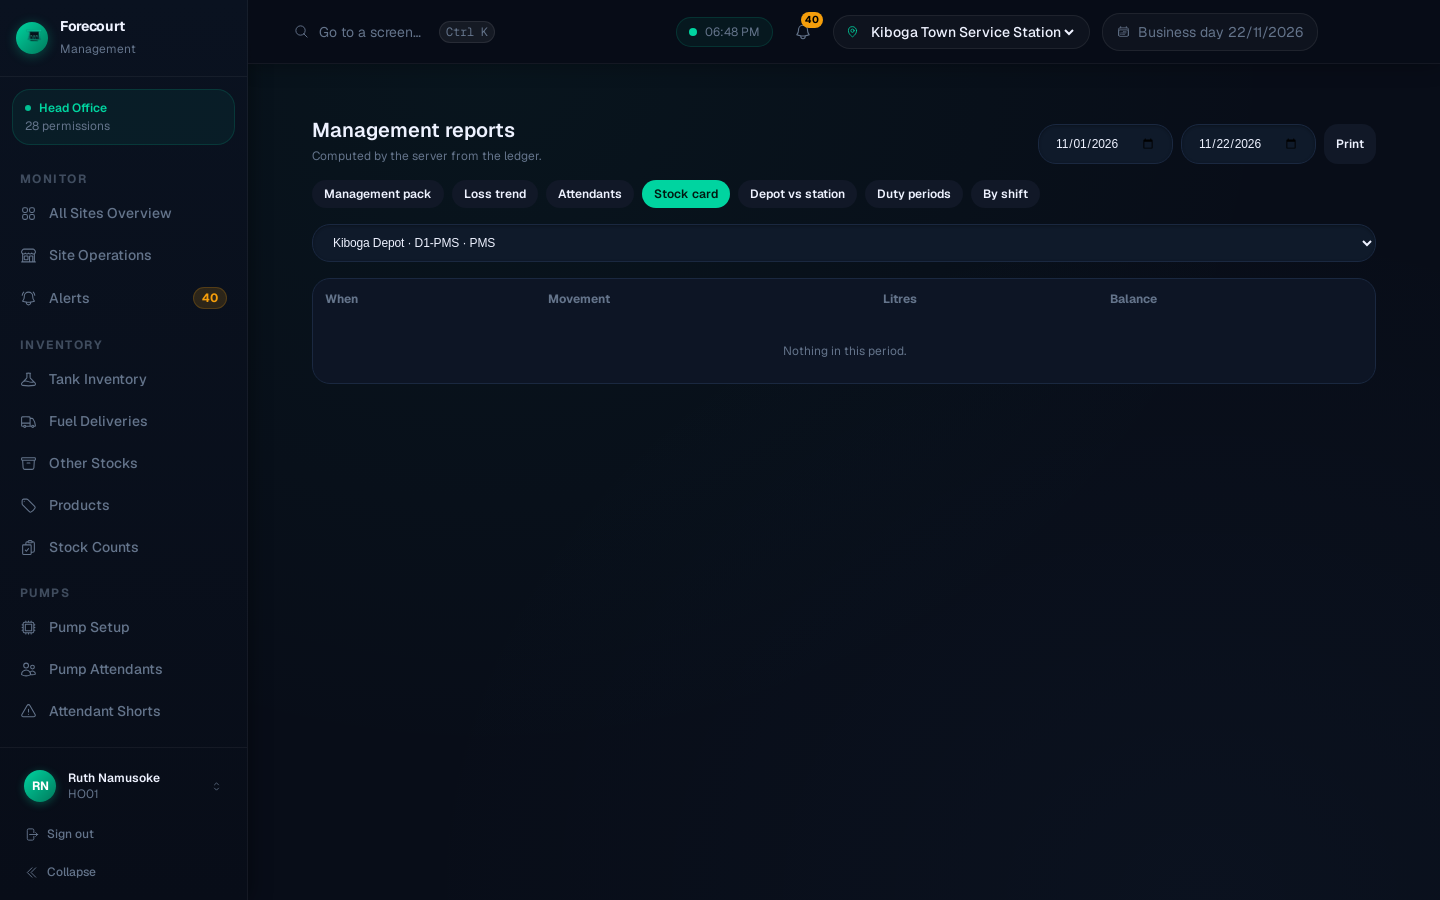 Forecourt
Management
Head Office
28 permissions
MONITOR
All Sites Overview
Site Operations
Alerts
40
INVENTORY
Tank Inventory
Fuel Deliveries
Other Stocks
Products
Stock Counts
PUMPS
Pump Setup
Pump Attendants
Attendant Shorts
RN
Ruth Namusoke
HO01
Sign out
Collapse
Go to a screen...
Ctrl K
06:48 PM
40
Kiboga Town Service Station
Business day 22/11/2026
Management reports
Computed by the server from the ledger.
11/01/2026
11/22/2026
Print
Management pack
Loss trend
Attendants
Stock card
Depot vs station
Duty periods
By shift
Kiboga Depot · D1-PMS · PMS
When Movement Litres Balance
Nothing in this period.